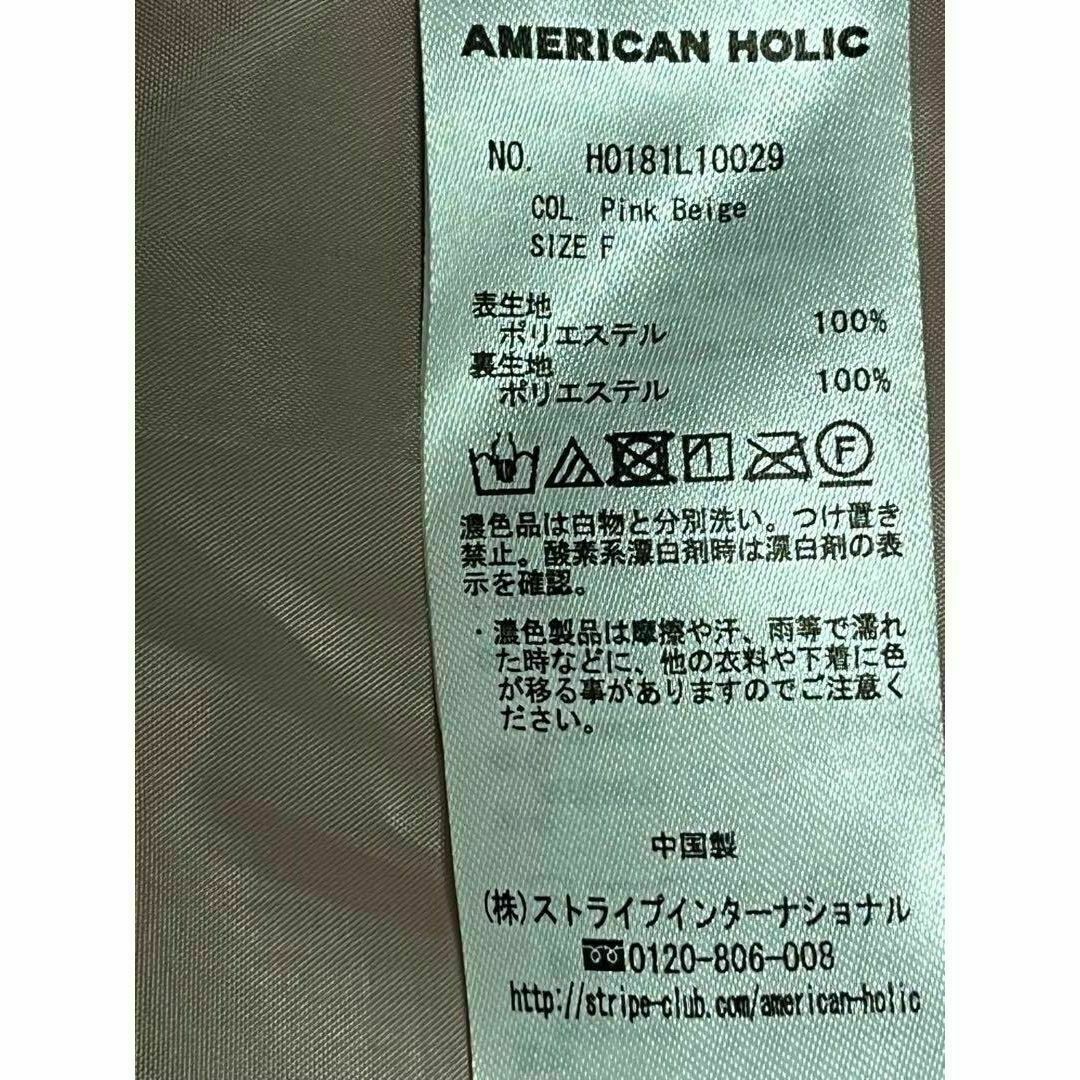 AMERICAN HOLIC
NO. H0181L10029
COL. Pink Beige
SIZE F
表生地
ポリエステル 100%
裏生地
ポリエステル 100%
F
濃色品は白物と分別洗い。つけ置き
禁止。酸素系漂白剤時は漂白剤の表
示を確認。
・濃色製品は摩擦や汗、雨等で濡れ
た時などに、他の衣料や下着に色
が移る事がありますのでご注意く
ださい。
中国製
(株)ストライプインターナショナル
0120-806-008
http://stripe-club.com/american-holic